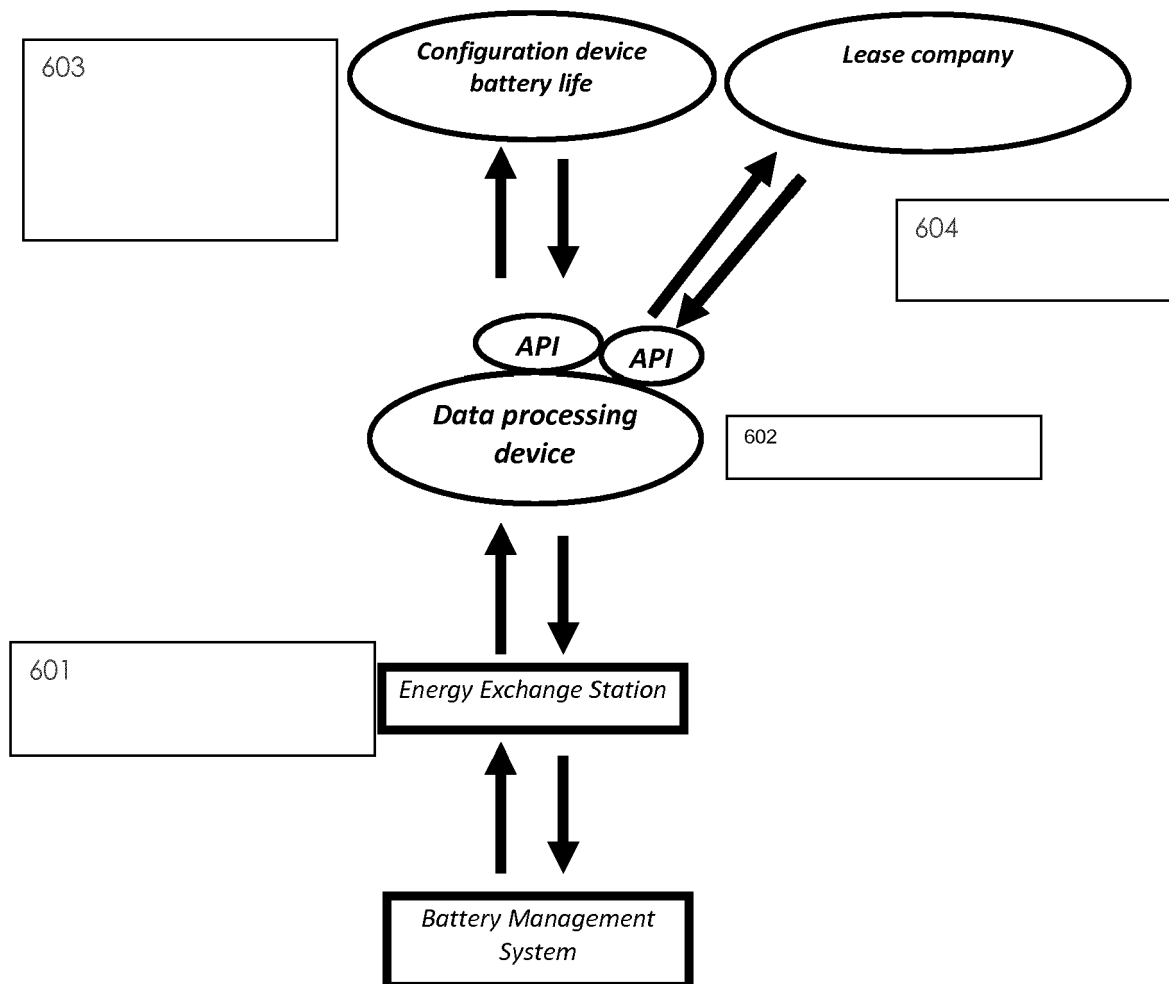 603
Configuration device
battery life
Lease company
604
API
API
Data processing
device
602
601
Energy Exchange Station
Battery Management
System